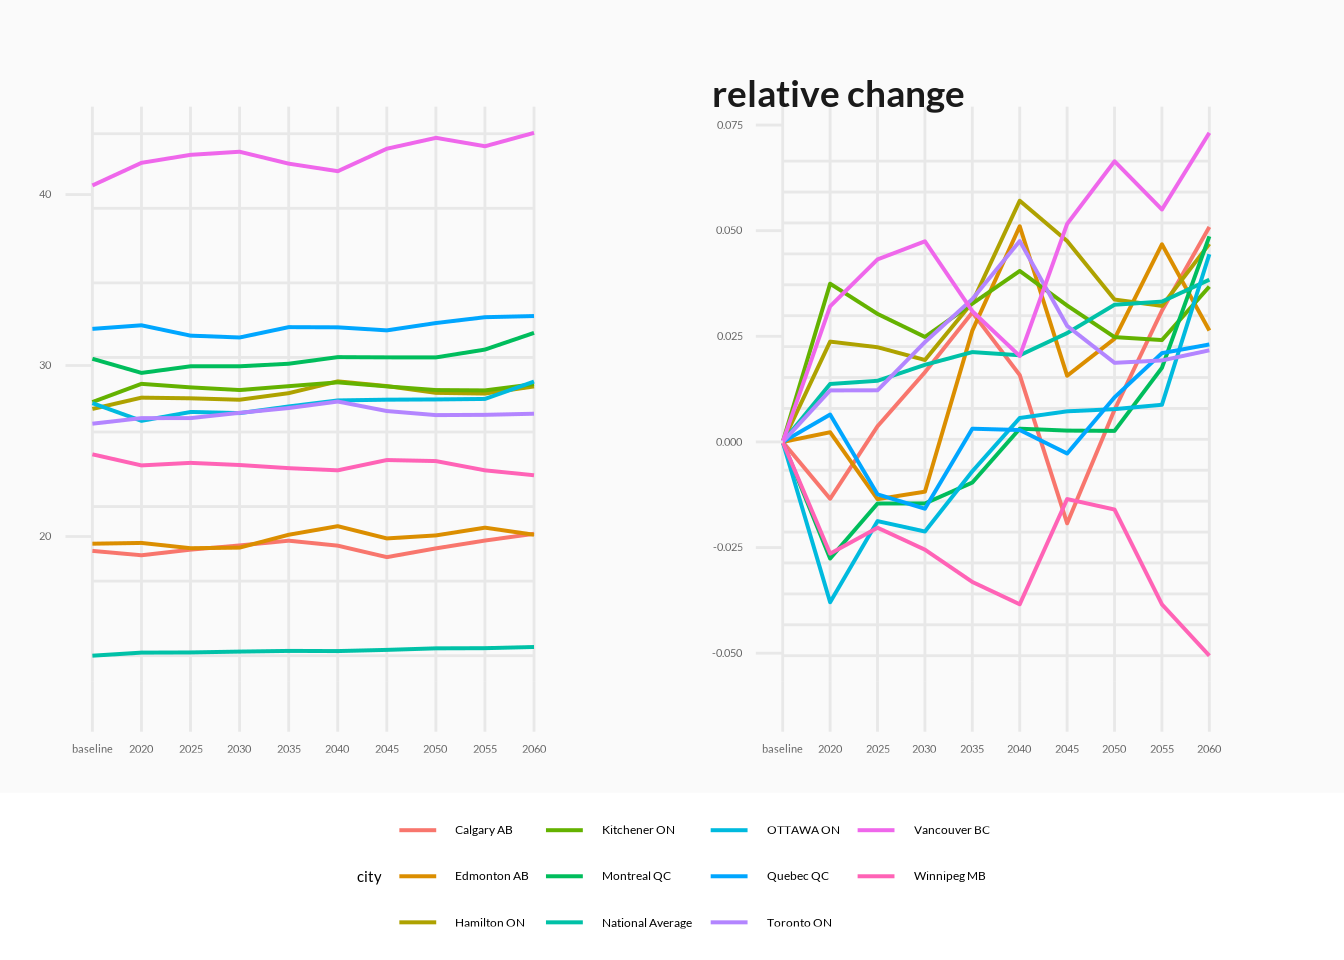 relative change
40
30
20
baseline 2020 2025 2030 2035 2040 2045 2050 2055 2060
0.075
0.050
0.025
0.000
-0.025
-0.050
baseline 2020 2025 2030 2035 2040 2045 2050 2055 2060
Calgary AB Kitchener ON OTTAWA ON Vancouver BC
city Edmonton AB Montreal QC Quebec QC Winnipeg MB
Hamilton ON National Average Toronto ON